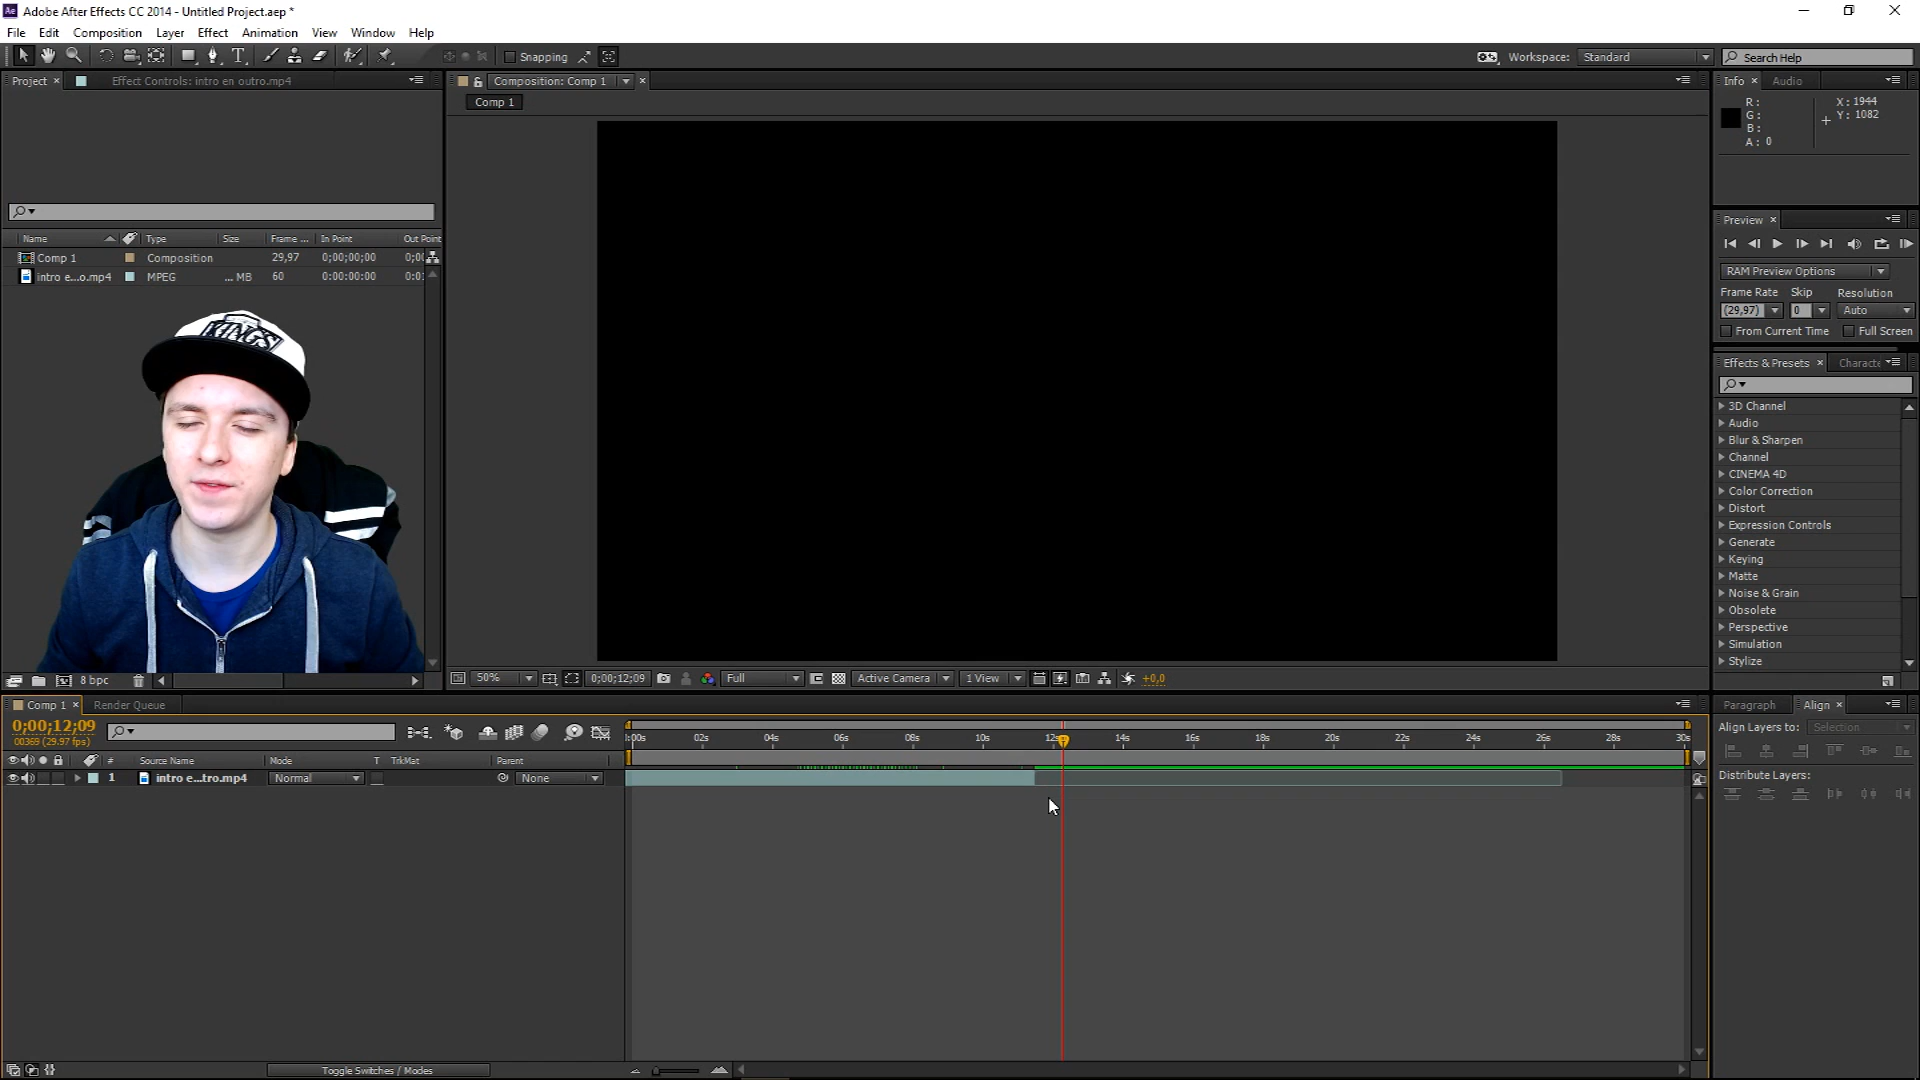 Adobe After Effects CC 2014 - Untitled Project.aep *
File Edit Composition Layer Effect Animation View Window Help
Snapping
Workspace: Standard
Search Help
Project
Effect Controls: intro en outro.mp4
Composition: Comp 1
Comp 1
Info Audio
R:
G:
B:
A: 0
X: 1944
Y: 1082
Name Type Size Frame ... In Point Out Point
Comp 1 Composition 29,97 0;00;00;00 0;00
intro e...o.mp4 MPEG ... MB 60 0:00:00:00
KINGS
Preview
RAM Preview Options
Frame Rate Skip Resolution
(29,97) 0 Auto
From Current Time Full Screen
Effects & Presets Characte
3D Channel
Audio
Blur & Sharpen
Channel
CINEMA 4D
Color Correction
Distort
Expression Controls
Generate
Keying
Matte
Noise & Grain
Obsolete
Perspective
Simulation
Stylize
8 bpc
50% 0;00;12;09 Full Active Camera 1 View +0,0
Comp 1 Render Queue
0;00;12;09
00369 (29.97 fps)
# Source Name Mode T TrkMat Parent
1 intro e...tro.mp4 Normal None
:00s 02s 04s 06s 08s 10s 12s 14s 16s 18s 20s 22s 24s 26s 28s 30s
Paragraph Align
Align Layers to: Selection
Distribute Layers:
Toggle Switches / Modes